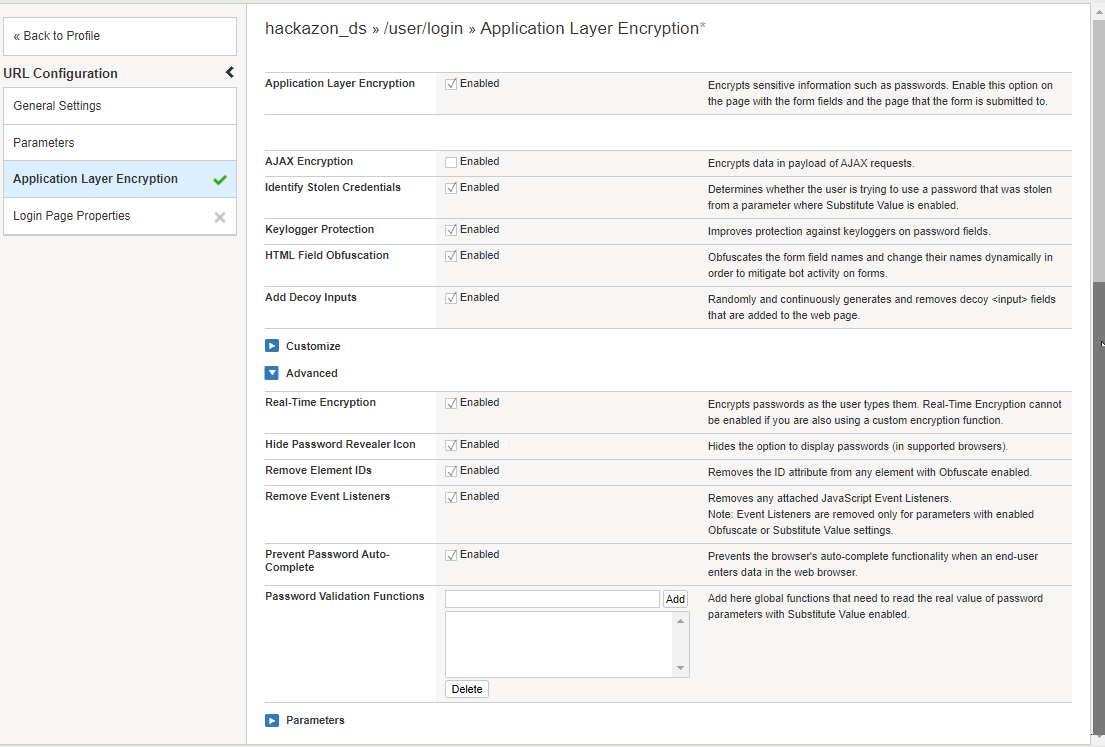 hackazon_ds » /user/login » Application Layer Encryption*
« Back to Profile
URL Configuration
General Settings
Parameters
Application Layer Encryption
Login Page Properties
Application Layer Encryption
Enabled
Encrypts sensitive information such as passwords. Enable this option on
the page with the form fields and the page that the form is submitted to.
AJAX Encryption
Enabled
Encrypts data in payload of AJAX requests.
Identify Stolen Credentials
Enabled
Determines whether the user is trying to use a password that was stolen
from a parameter where Substitute Value is enabled.
Keylogger Protection
Enabled
Improves protection against keyloggers on password fields.
HTML Field Obfuscation
Enabled
Obfuscates the form field names and change their names dynamically in
order to mitigate bot activity on forms.
Add Decoy Inputs
Enabled
Randomly and continuously generates and removes decoy <input> fields
that are added to the web page.
Customize
Advanced
Real-Time Encryption
Enabled
Encrypts passwords as the user types them. Real-Time Encryption cannot
be enabled if you are also using a custom encryption function.
Hide Password Revealer Icon
Enabled
Hides the option to display passwords (in supported browsers).
Remove Element IDs
Enabled
Removes the ID attribute from any element with Obfuscate enabled.
Remove Event Listeners
Enabled
Removes any attached JavaScript Event Listeners.
Note: Event Listeners are removed only for parameters with enabled
Obfuscate or Substitute Value settings.
Prevent Password Auto-
Complete
Enabled
Prevents the browser's auto-complete functionality when an end-user
enters data in the web browser.
Password Validation Functions
Add
Delete
Add here global functions that need to read the real value of password
parameters with Substitute Value enabled.
Parameters